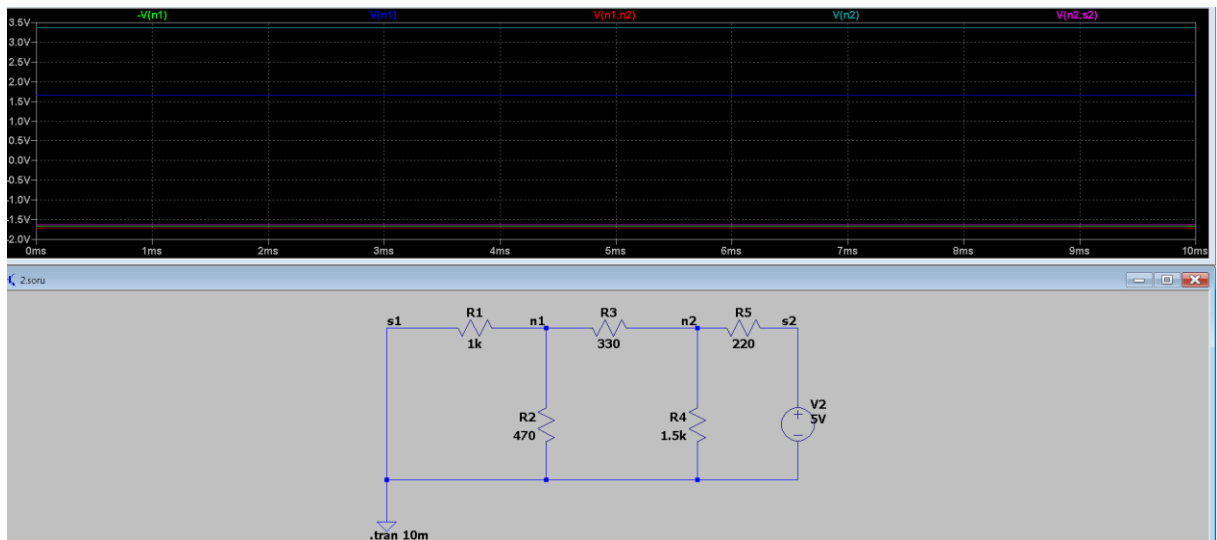 -V(n1) V(n1) V(n1,n2) V(n2) V(n2,s2)
3.5V
3.0V
2.5V
2.0V
1.5V
1.0V
0.5V
0.0V
-0.5V
-1.0V
-1.5V
-2.0V
0ms 1ms 2ms 3ms 4ms 5ms 6ms 7ms 8ms 9ms 10ms
2.soru
s1 R1 n1 R3 n2 R5 s2
1k 330 220
R2 R4 V2
470 1.5k 5V
+
−
.tran 10m